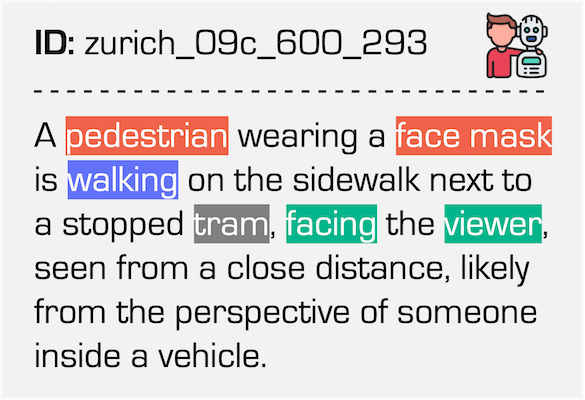 ID: zurich_09c_600_293
A pedestrian wearing a face mask
is walking on the sidewalk next to
a stopped tram, facing the viewer,
seen from a close distance, likely
from the perspective of someone
inside a vehicle.